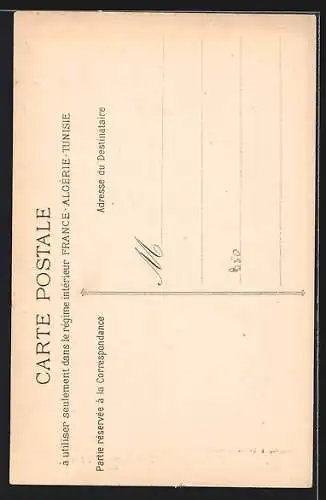 CARTE POSTALE
à utiliser seulement dans le régime intérieur FRANCE-ALGÉRIE-TUNISIE
Partie réservée à la Correspondance
Adresse du Destinataire
M
850